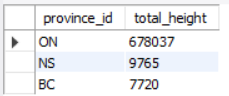 province_id total_height
ON 678037
NS 9765
BC 7720